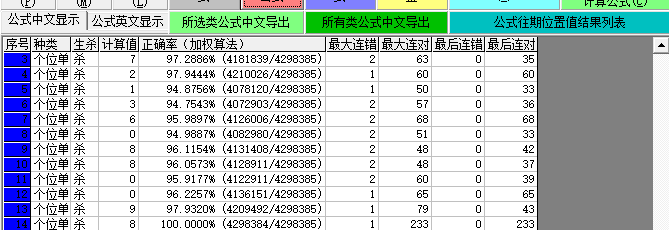 (P) (M) (L) 计算公式(C)
公式中文显示 公式英文显示 所选类公式中文导出 所有类公式中文导出 公式往期位置值结果列表
序号 种类 生杀 计算值 正确率（加权算法） 最大连错 最大连对 最后连错 最后连对
3 个位单 杀 7 97.2886% (4181839/4298385) 2 63 0 35
4 个位单 杀 2 97.9444% (4210026/4298385) 1 60 0 60
5 个位单 杀 1 94.8756% (4078120/4298385) 1 50 0 33
6 个位单 杀 3 94.7543% (4072903/4298385) 2 57 0 36
7 个位单 杀 6 95.9897% (4126006/4298385) 2 68 0 68
8 个位单 杀 0 94.9887% (4082980/4298385) 2 51 0 33
9 个位单 杀 8 96.1154% (4131408/4298385) 2 48 0 42
10 个位单 杀 8 96.0573% (4128911/4298385) 2 48 0 37
11 个位单 杀 0 95.9177% (4122911/4298385) 2 60 0 39
12 个位单 杀 0 96.2257% (4136151/4298385) 1 65 0 65
13 个位单 杀 9 97.9320% (4209492/4298385) 1 79 0 43
14 个位单 杀 8 100.0000% (4298384/4298385) 1 233 0 233